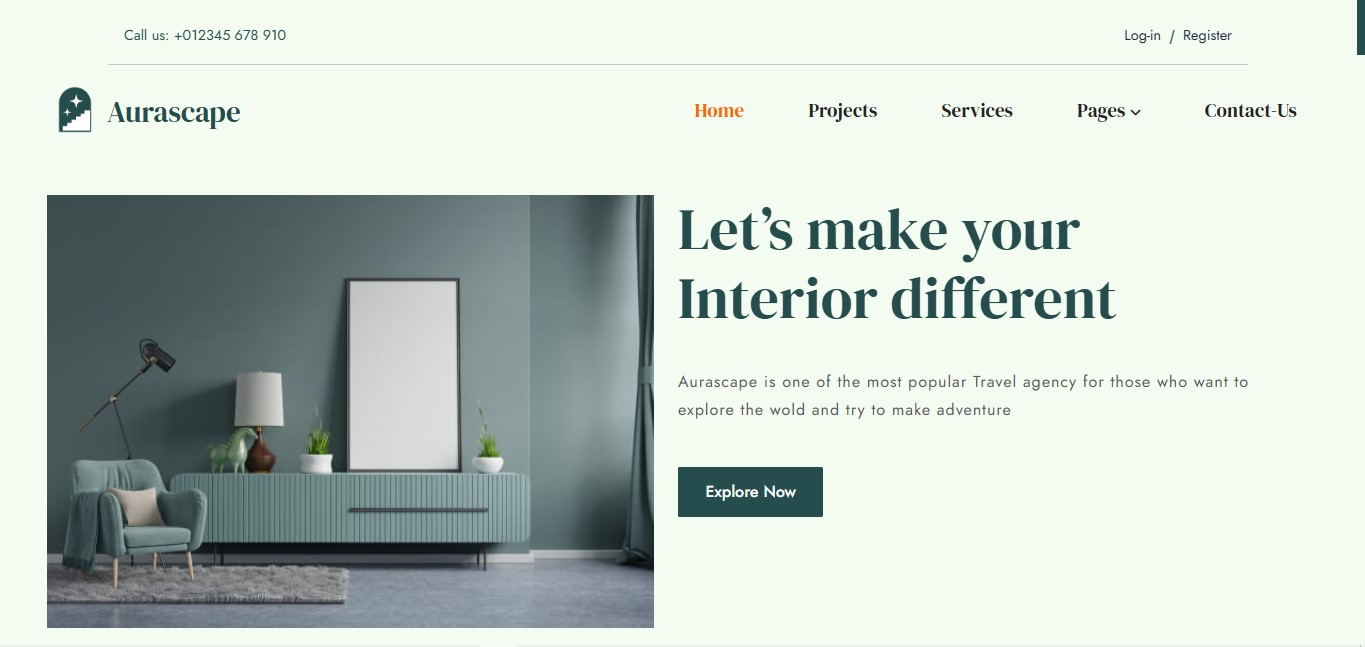 Call us: +012345 678 910
Log-in / Register
Aurascape
Home Projects Services Pages Contact-Us
Let's make your
Interior different
Aurascape is one of the most popular Travel agency for those who want to
explore the wold and try to make adventure
Explore Now